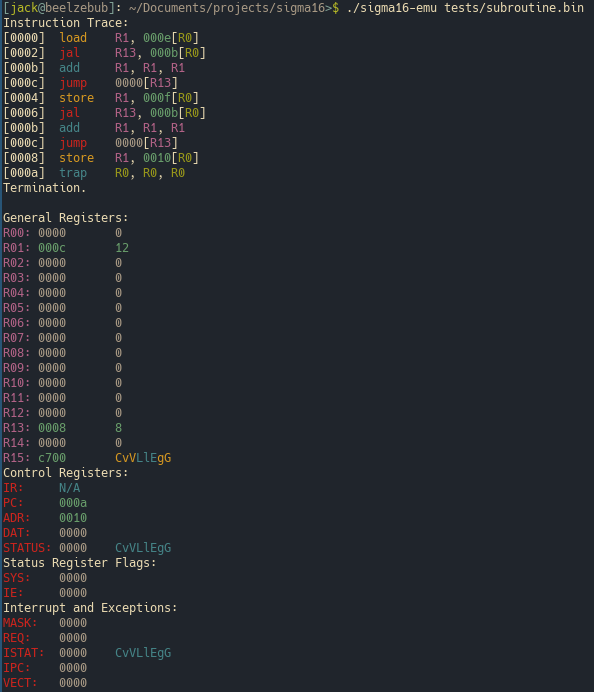 [jack@beelzebub]: ~/Documents/projects/sigma16>$ ./sigma16-emu tests/subroutine.bin
Instruction Trace:
[0000]  load    R1, 000e[R0]
[0002]  jal     R13, 000b[R0]
[000b]  add     R1, R1, R1
[000c]  jump    0000[R13]
[0004]  store   R1, 000f[R0]
[0006]  jal     R13, 000b[R0]
[000b]  add     R1, R1, R1
[000c]  jump    0000[R13]
[0008]  store   R1, 0010[R0]
[000a]  trap    R0, R0, R0
Termination.

General Registers:
R00: 0000       0
R01: 000c       12
R02: 0000       0
R03: 0000       0
R04: 0000       0
R05: 0000       0
R06: 0000       0
R07: 0000       0
R08: 0000       0
R09: 0000       0
R10: 0000       0
R11: 0000       0
R12: 0000       0
R13: 0008       8
R14: 0000       0
R15: c700       CvVLlEgG
Control Registers:
IR:     N/A
PC:     000a
ADR:    0010
DAT:    0000
STATUS: 0000    CvVLlEgG
Status Register Flags:
SYS:    0000
IE:     0000
Interrupt and Exceptions:
MASK:   0000
REQ:    0000
ISTAT:  0000    CvVLlEgG
IPC:    0000
VECT:   0000